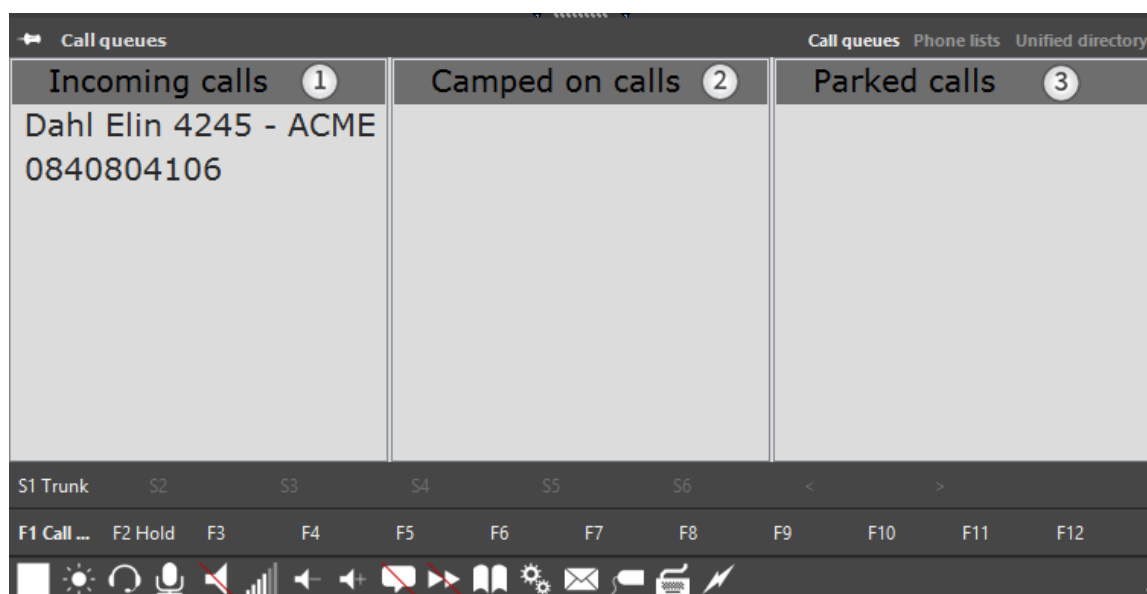 Call queues Call queues Phone lists Unified directory
Incoming calls 1 Camped on calls 2 Parked calls 3
Dahl Elin 4245 - ACME
0840804106
S1 Trunk S2 S3 S4 S5 S6 < >
F1 Call ... F2 Hold F3 F4 F5 F6 F7 F8 F9 F10 F11 F12